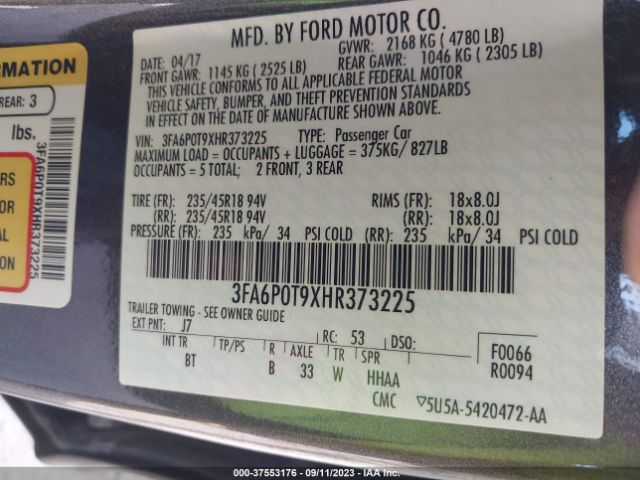 MFD. BY FORD MOTOR CO.
DATE: 04/17
GVWR: 2168 KG ( 4780 LB)
FRONT GAWR: 1145 KG ( 2525 LB)
REAR GAWR: 1046 KG ( 2305 LB)
THIS VEHICLE CONFORMS TO ALL APPLICABLE FEDERAL MOTOR
VEHICLE SAFETY, BUMPER, AND THEFT PREVENTION STANDARDS
IN EFFECT ON THE DATE OF MANUFACTURE SHOWN ABOVE.
VIN: 3FA6P0T9XHR373225 TYPE: Passenger Car
MAXIMUM LOAD = OCCUPANTS + LUGGAGE = 375KG/ 827LB
OCCUPANTS = 5 TOTAL; 2 FRONT, 3 REAR
TIRE (FR): 235/45R18 94V RIMS (FR): 18x8.0J
(RR): 235/45R18 94V (RR): 18x8.0J
PRESSURE (FR): 235 kPa/ 34 PSI COLD (RR): 235 kPa/ 34 PSI COLD
3FA6P0T9XHR373225
TRAILER TOWING - SEE OWNER GUIDE
EXT PNT: J7 RC: 53 DSO:
INT TR TP/PS R AXLE TR SPR
BT B 33 W HHAA
CMC
F0066
R0094
5U5A-5420472-AA
ORMATION
REAR: 3
lbs.
3FA6P0T9XHR373225
RS
OR
AL
ON
000-37553176 - 09/11/2023 - IAA Inc.